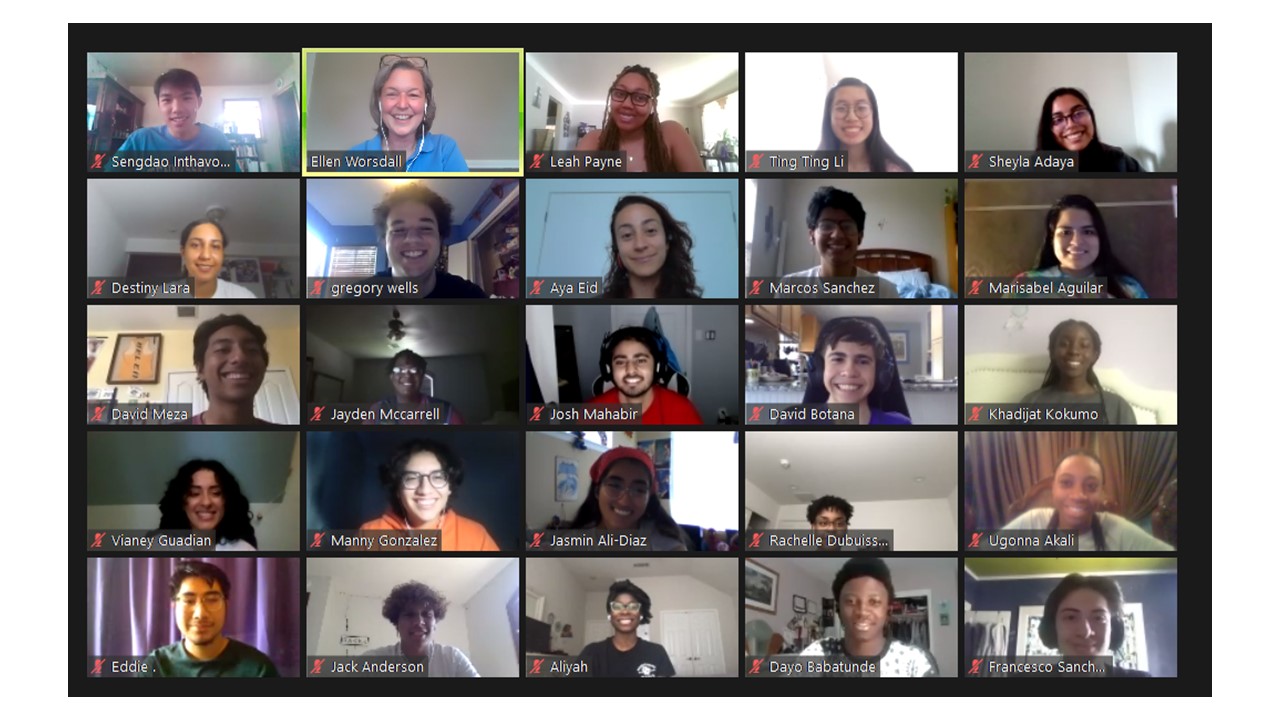 Sengdao Inthavo...
Ellen Worsdall
Leah Payne
Ting Ting Li
Sheyla Adaya
Destiny Lara
gregory wells
Aya Eid
Marcos Sanchez
Marisabel Aguilar
David Meza
Jayden Mccarrell
Josh Mahabir
David Botana
Khadijat Kokumo
Vianey Guadian
Manny Gonzalez
Jasmin Ali-Diaz
Rachelle Dubuiss...
Ugonna Akali
Eddie .
Jack Anderson
Aliyah
Dayo Babatunde
Francesco Sanch...